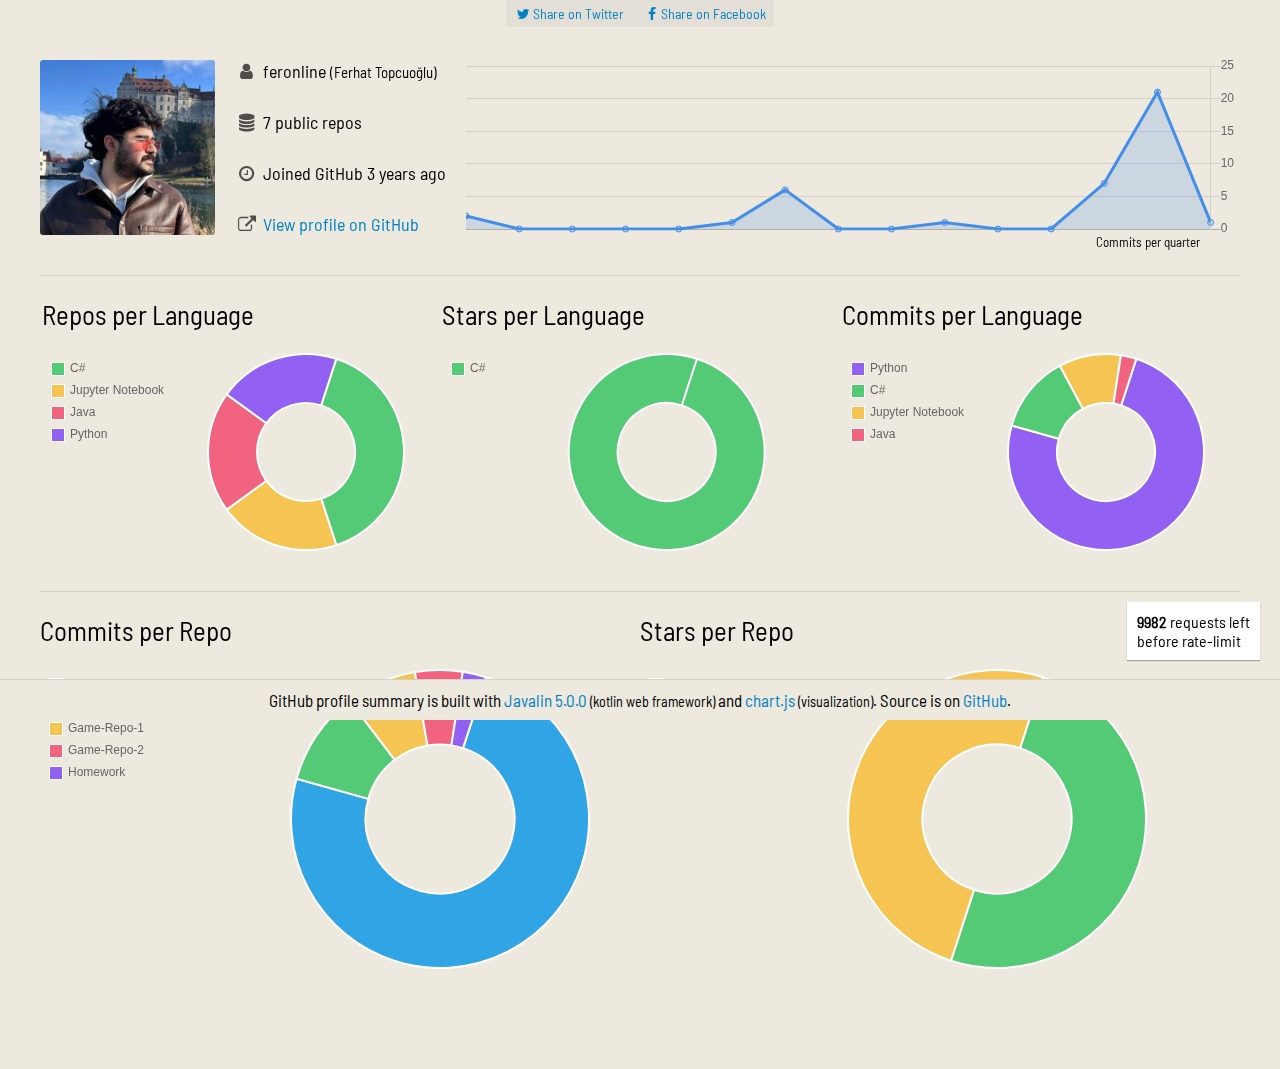 Share on Twitter Share on Facebook
feronline (Ferhat Topcuoğlu)
7 public repos
Joined GitHub 3 years ago
View profile on GitHub
25
20
15
10
5
0
Commits per quarter
Repos per Language
C#
Jupyter Notebook
Java
Python
Stars per Language
C#
Commits per Language
Python
C#
Jupyter Notebook
Java
Commits per Repo
Stars per Repo
9982 requests left
before rate-limit
GitHub profile summary is built with Javalin 5.0.0 (kotlin web framework) and chart.js (visualization). Source is on GitHub.
Game-Repo-1
Game-Repo-2
Homework